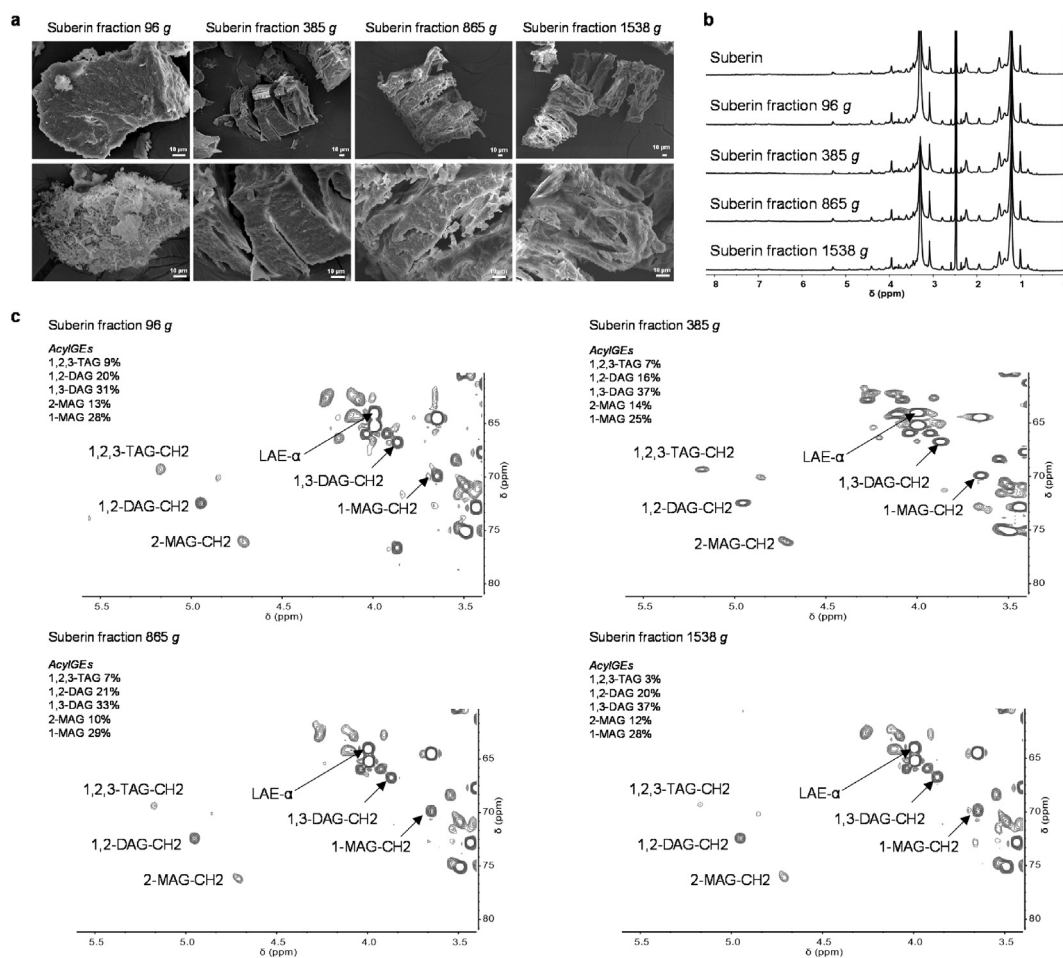 a
Suberin fraction 96 g
Suberin fraction 385 g
Suberin fraction 865 g
Suberin fraction 1538 g
10 µm
10 µm
10 µm
10 µm
10 µm
10 µm
10 µm
10 µm
b
Suberin
Suberin fraction 96 g
Suberin fraction 385 g
Suberin fraction 865 g
Suberin fraction 1538 g
8 7 6 5 4 3 2 1
δ (ppm)
c
Suberin fraction 96 g
AcylGEs
1,2,3-TAG 9%
1,2-DAG 20%
1,3-DAG 31%
2-MAG 13%
1-MAG 28%
1,2,3-TAG-CH2
1,2-DAG-CH2
2-MAG-CH2
LAE-α
1,3-DAG-CH2
1-MAG-CH2
65
70
75
80
δ (ppm)
5.5 5.0 4.5 4.0 3.5
δ (ppm)
Suberin fraction 385 g
AcylGEs
1,2,3-TAG 7%
1,2-DAG 16%
1,3-DAG 37%
2-MAG 14%
1-MAG 25%
1,2,3-TAG-CH2
1,2-DAG-CH2
2-MAG-CH2
LAE-α
1,3-DAG-CH2
1-MAG-CH2
65
70
75
80
δ (ppm)
5.5 5.0 4.5 4.0 3.5
δ (ppm)
Suberin fraction 865 g
AcylGEs
1,2,3-TAG 7%
1,2-DAG 21%
1,3-DAG 33%
2-MAG 10%
1-MAG 29%
1,2,3-TAG-CH2
1,2-DAG-CH2
2-MAG-CH2
LAE-α
1,3-DAG-CH2
1-MAG-CH2
65
70
75
80
δ (ppm)
5.5 5.0 4.5 4.0 3.5
δ (ppm)
Suberin fraction 1538 g
AcylGEs
1,2,3-TAG 3%
1,2-DAG 20%
1,3-DAG 37%
2-MAG 12%
1-MAG 28%
1,2,3-TAG-CH2
1,2-DAG-CH2
2-MAG-CH2
LAE-α
1,3-DAG-CH2
1-MAG-CH2
65
70
75
80
δ (ppm)
5.5 5.0 4.5 4.0 3.5
δ (ppm)